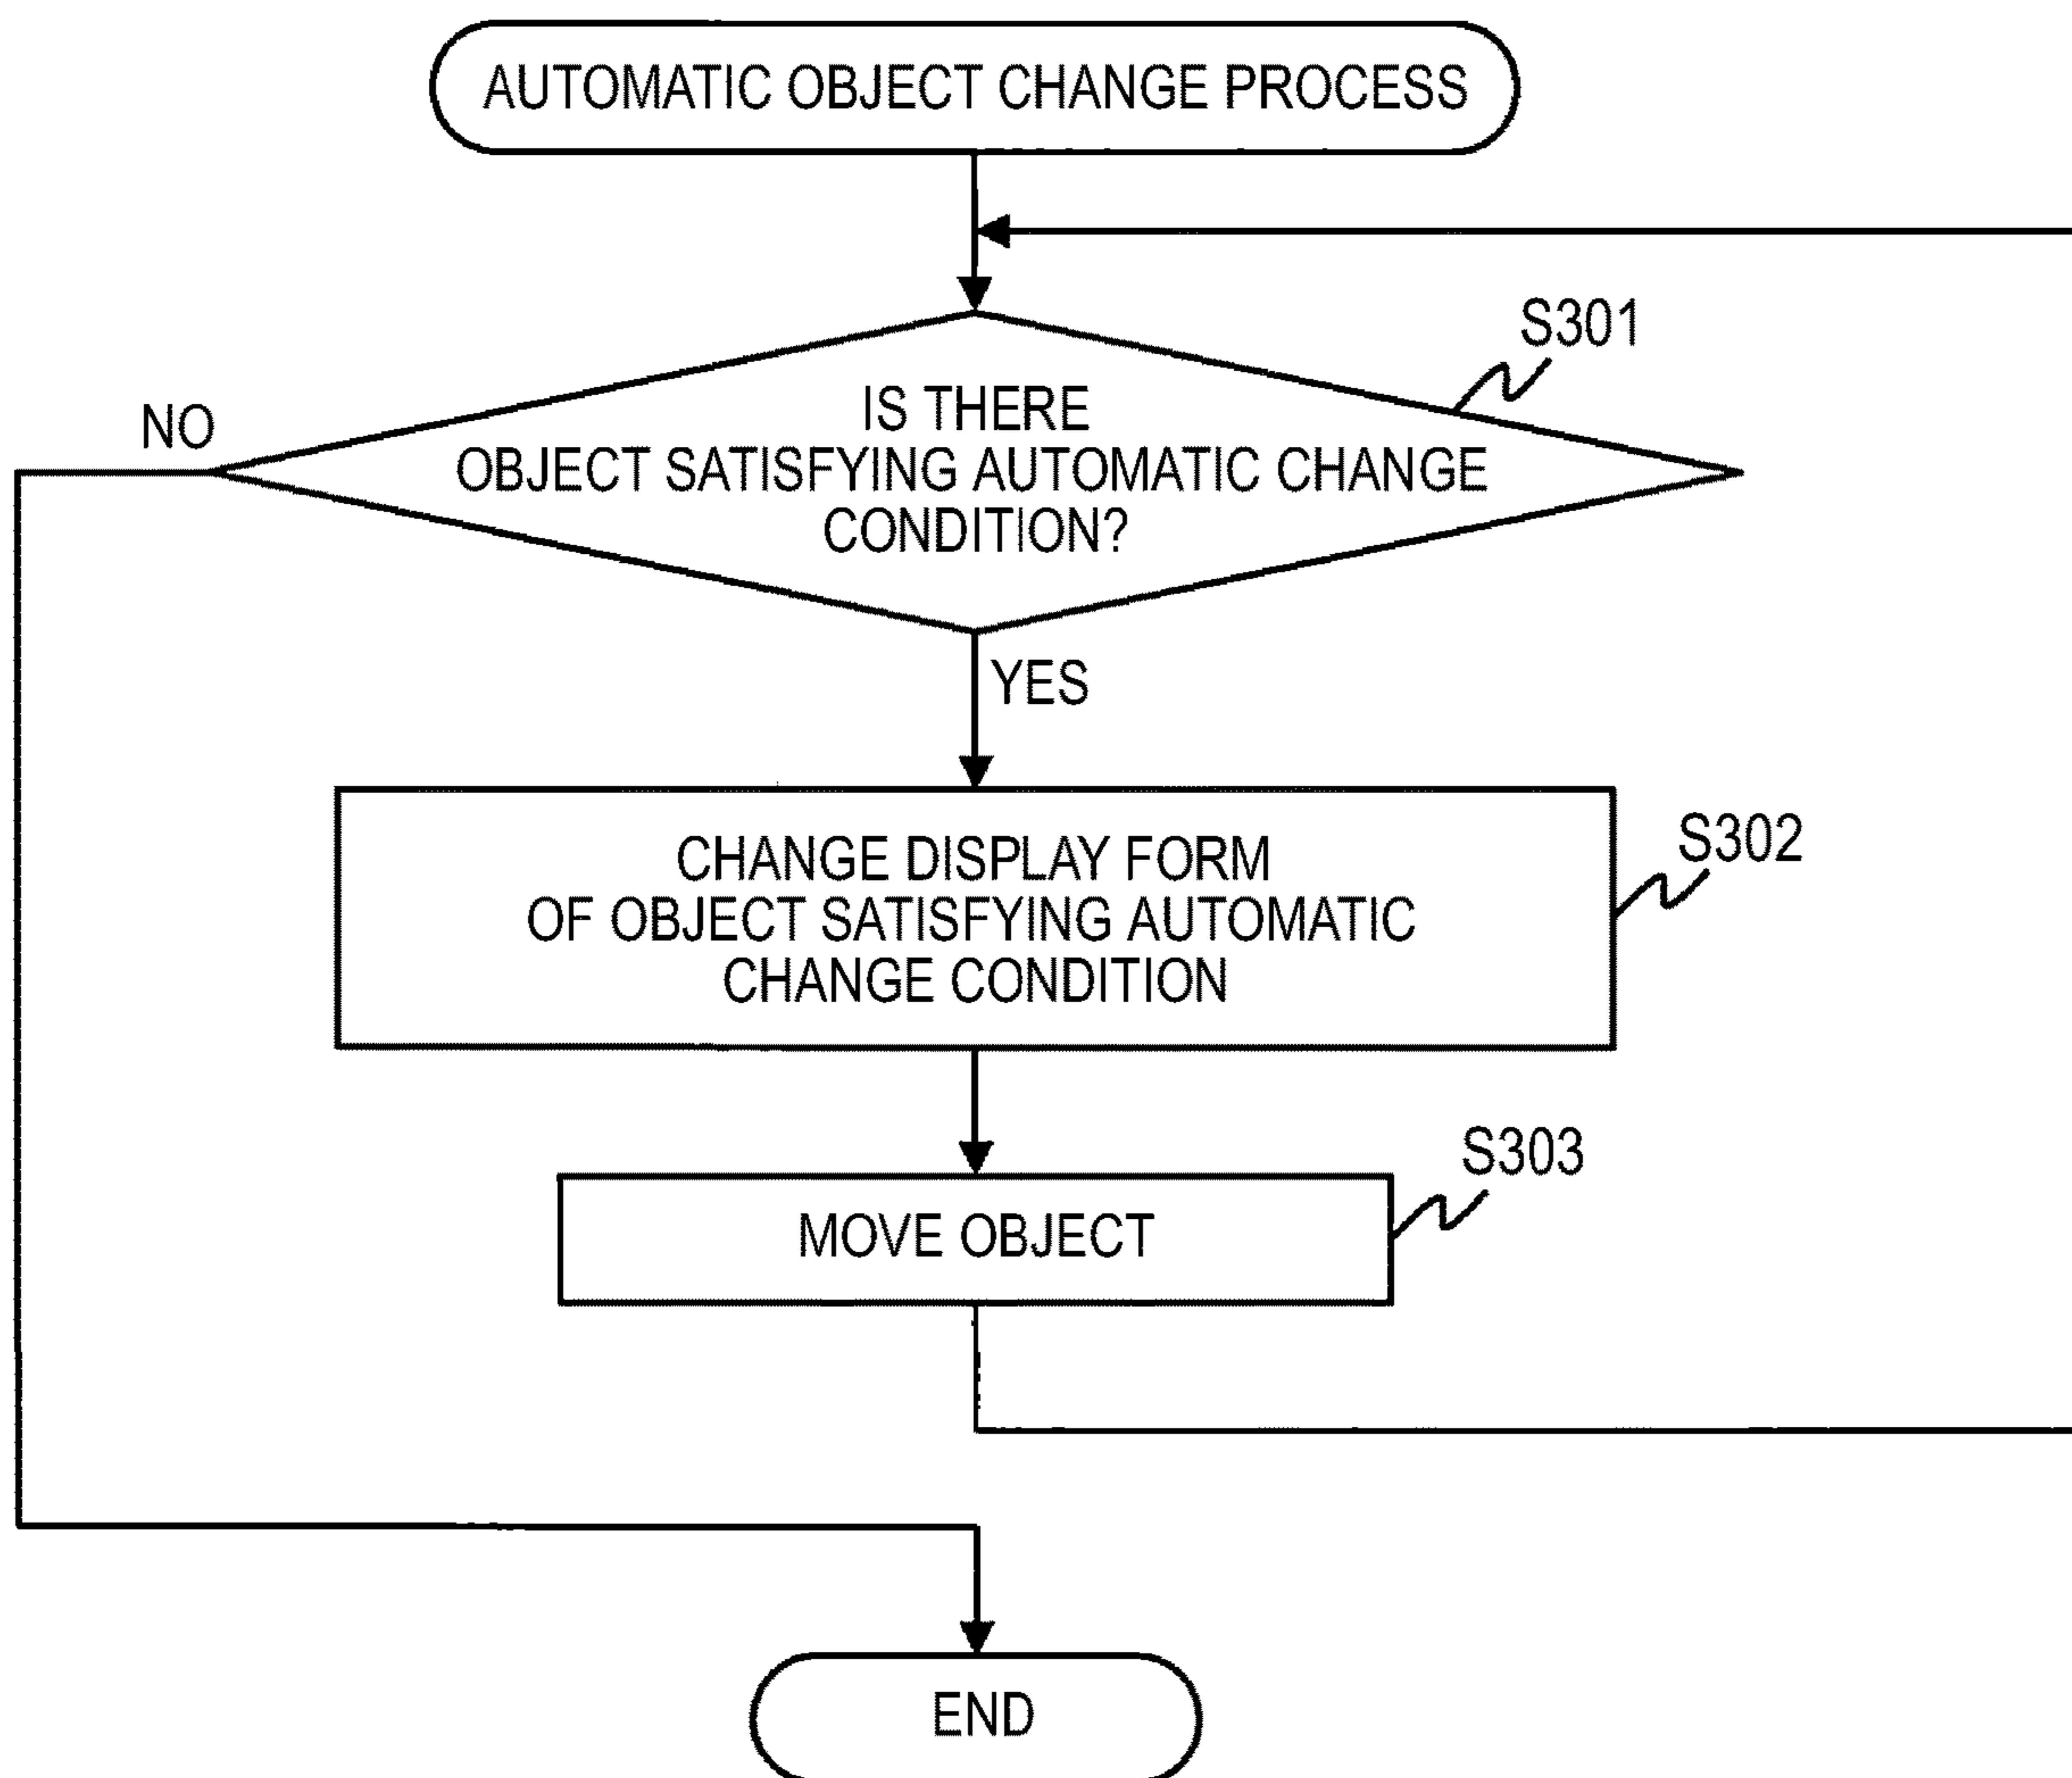 AUTOMATIC OBJECT CHANGE PROCESS
S301
IS THERE
OBJECT SATISFYING AUTOMATIC CHANGE
CONDITION?
NO
YES
S302
CHANGE DISPLAY FORM
OF OBJECT SATISFYING AUTOMATIC
CHANGE CONDITION
S303
MOVE OBJECT
END